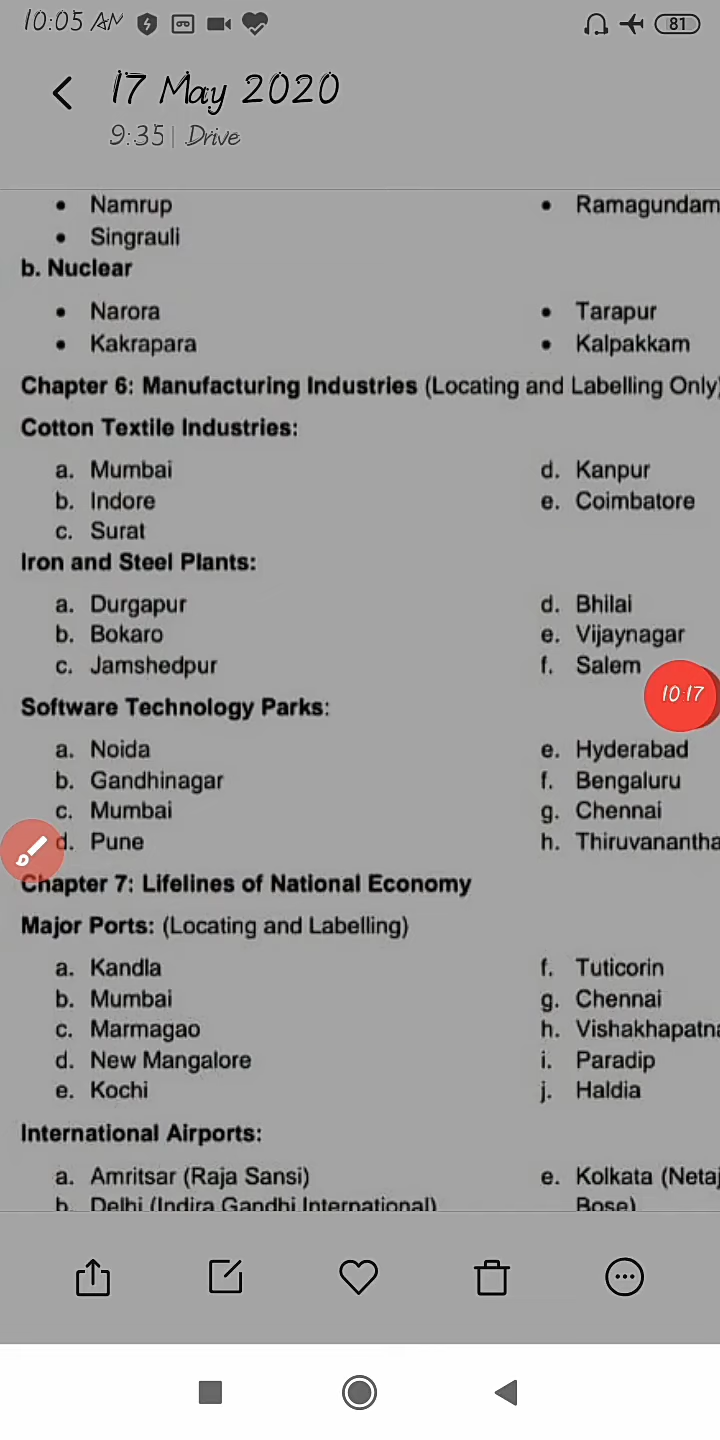 10:05 AM
81
17 May 2020
9:35 | Drive
• Namrup • Ramagundam
• Singrauli
b. Nuclear
• Narora • Tarapur
• Kakrapara • Kalpakkam
Chapter 6: Manufacturing Industries (Locating and Labelling Only)
Cotton Textile Industries:
a. Mumbai d. Kanpur
b. Indore e. Coimbatore
c. Surat
Iron and Steel Plants:
a. Durgapur d. Bhilai
b. Bokaro e. Vijaynagar
c. Jamshedpur f. Salem
10:17
Software Technology Parks:
a. Noida e. Hyderabad
b. Gandhinagar f. Bengaluru
c. Mumbai g. Chennai
d. Pune h. Thiruvanantha
Chapter 7: Lifelines of National Economy
Major Ports: (Locating and Labelling)
a. Kandla f. Tuticorin
b. Mumbai g. Chennai
c. Marmagao h. Vishakhapatna
d. New Mangalore i. Paradip
e. Kochi j. Haldia
International Airports:
a. Amritsar (Raja Sansi) e. Kolkata (Netaj
b. Delhi (Indira Gandhi International) Bose)